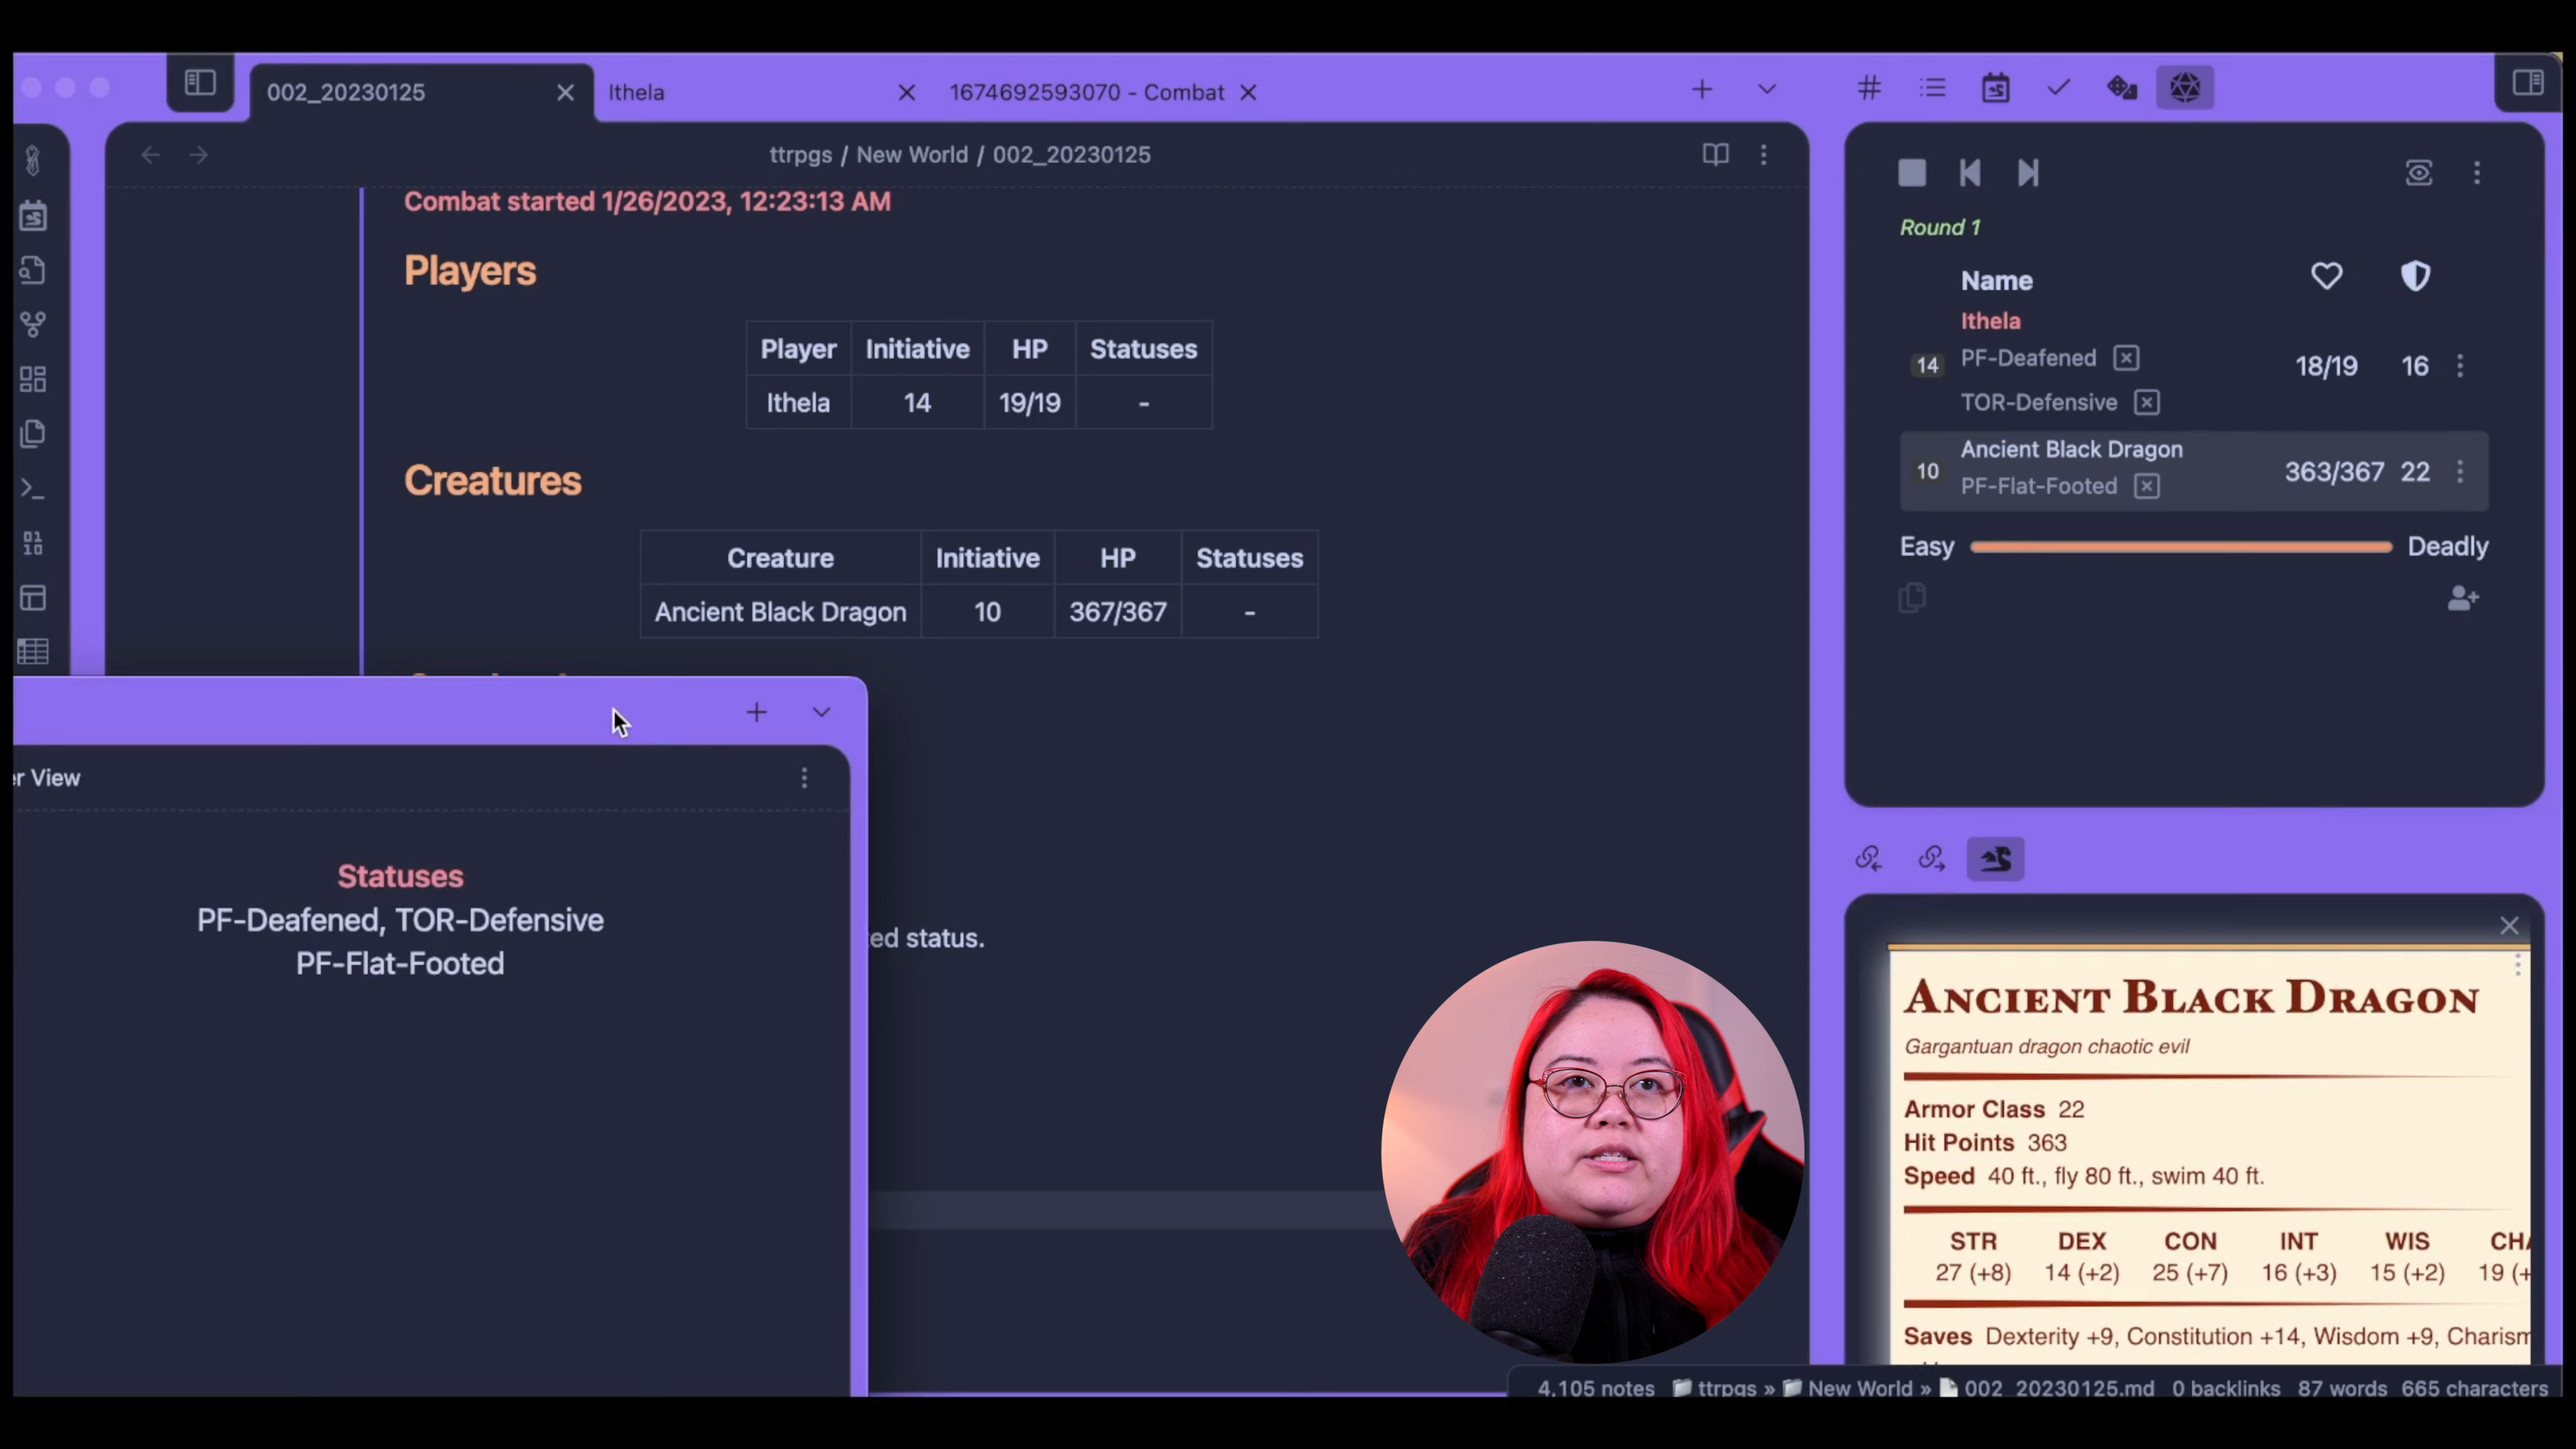 002_20230125
Ithela
1674692593070 - Combat
ttrpgs / New World / 002_20230125
Combat started 1/26/2023, 12:23:13 AM
Players
Player Initiative HP Statuses
Ithela 14 19/19 -
Creatures
Creature Initiative HP Statuses
Ancient Black Dragon 10 367/367 -
ed status.
er View
Statuses
PF-Deafened, TOR-Defensive
PF-Flat-Footed
Round 1
Name
Ithela
14 PF-Deafened 18/19 16
TOR-Defensive
Ancient Black Dragon
10 363/367 22
PF-Flat-Footed
Easy Deadly
ANCIENT BLACK DRAGON
Gargantuan dragon chaotic evil
Armor Class 22
Hit Points 363
Speed 40 ft., fly 80 ft., swim 40 ft.
STR DEX CON INT WIS CHA
27 (+8) 14 (+2) 25 (+7) 16 (+3) 15 (+2) 19 (+
Saves Dexterity +9, Constitution +14, Wisdom +9, Charism
4,105 notes ttrpgs » New World » 002_20230125.md 0 backlinks 87 words 665 characters